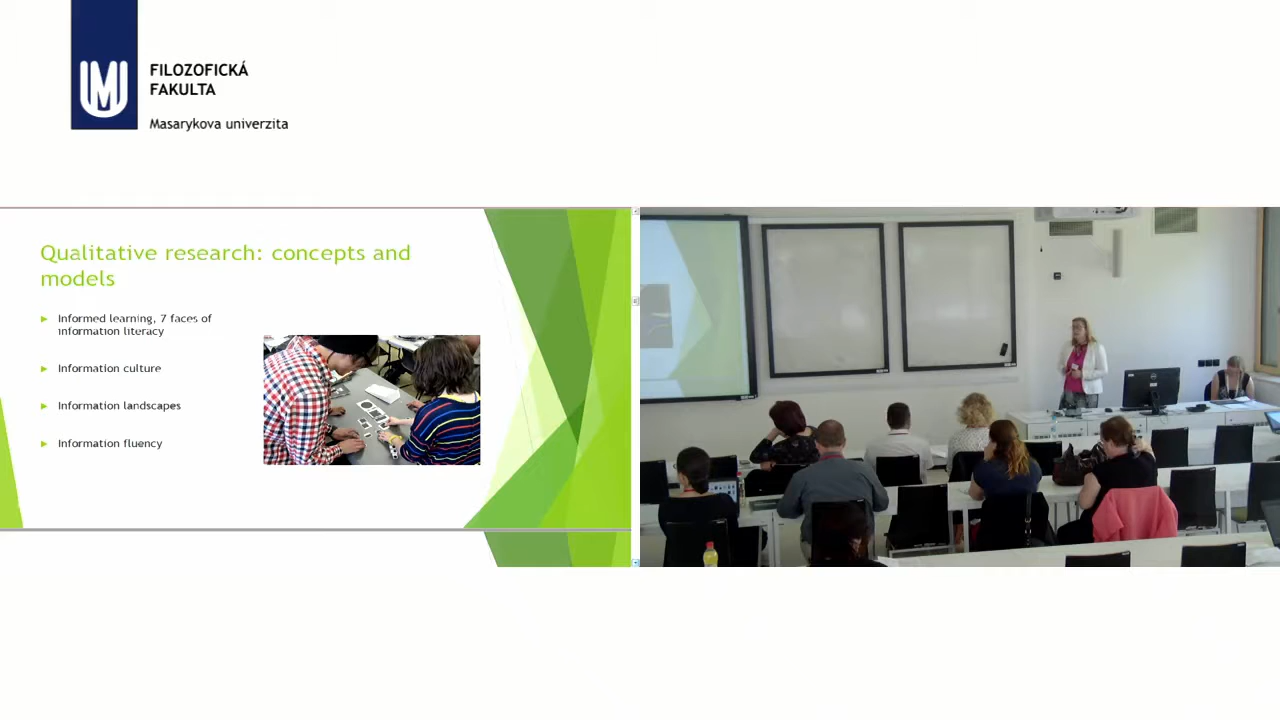 FILOZOFICKÁ
FAKULTA
Masarykova univerzita
Qualitative research: concepts and
models
Informed learning, 7 faces of
information literacy
Information culture
Information landscapes
Information fluency